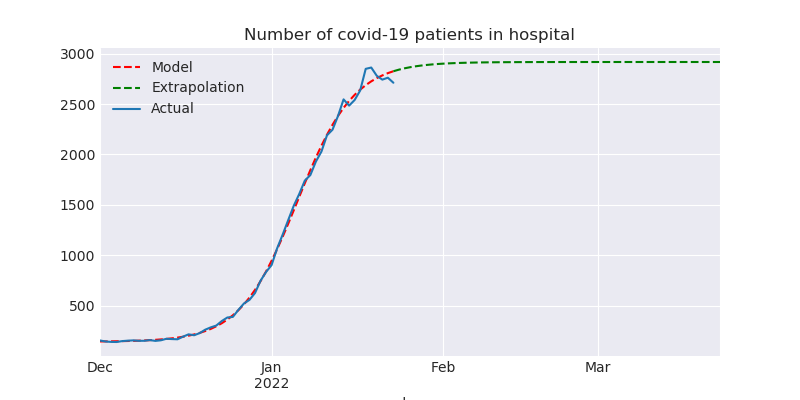 Number of covid-19 patients in hospital
3000
2500
2000
1500
1000
500
Model
Extrapolation
Actual
Dec
Jan
Feb
Mar
2022